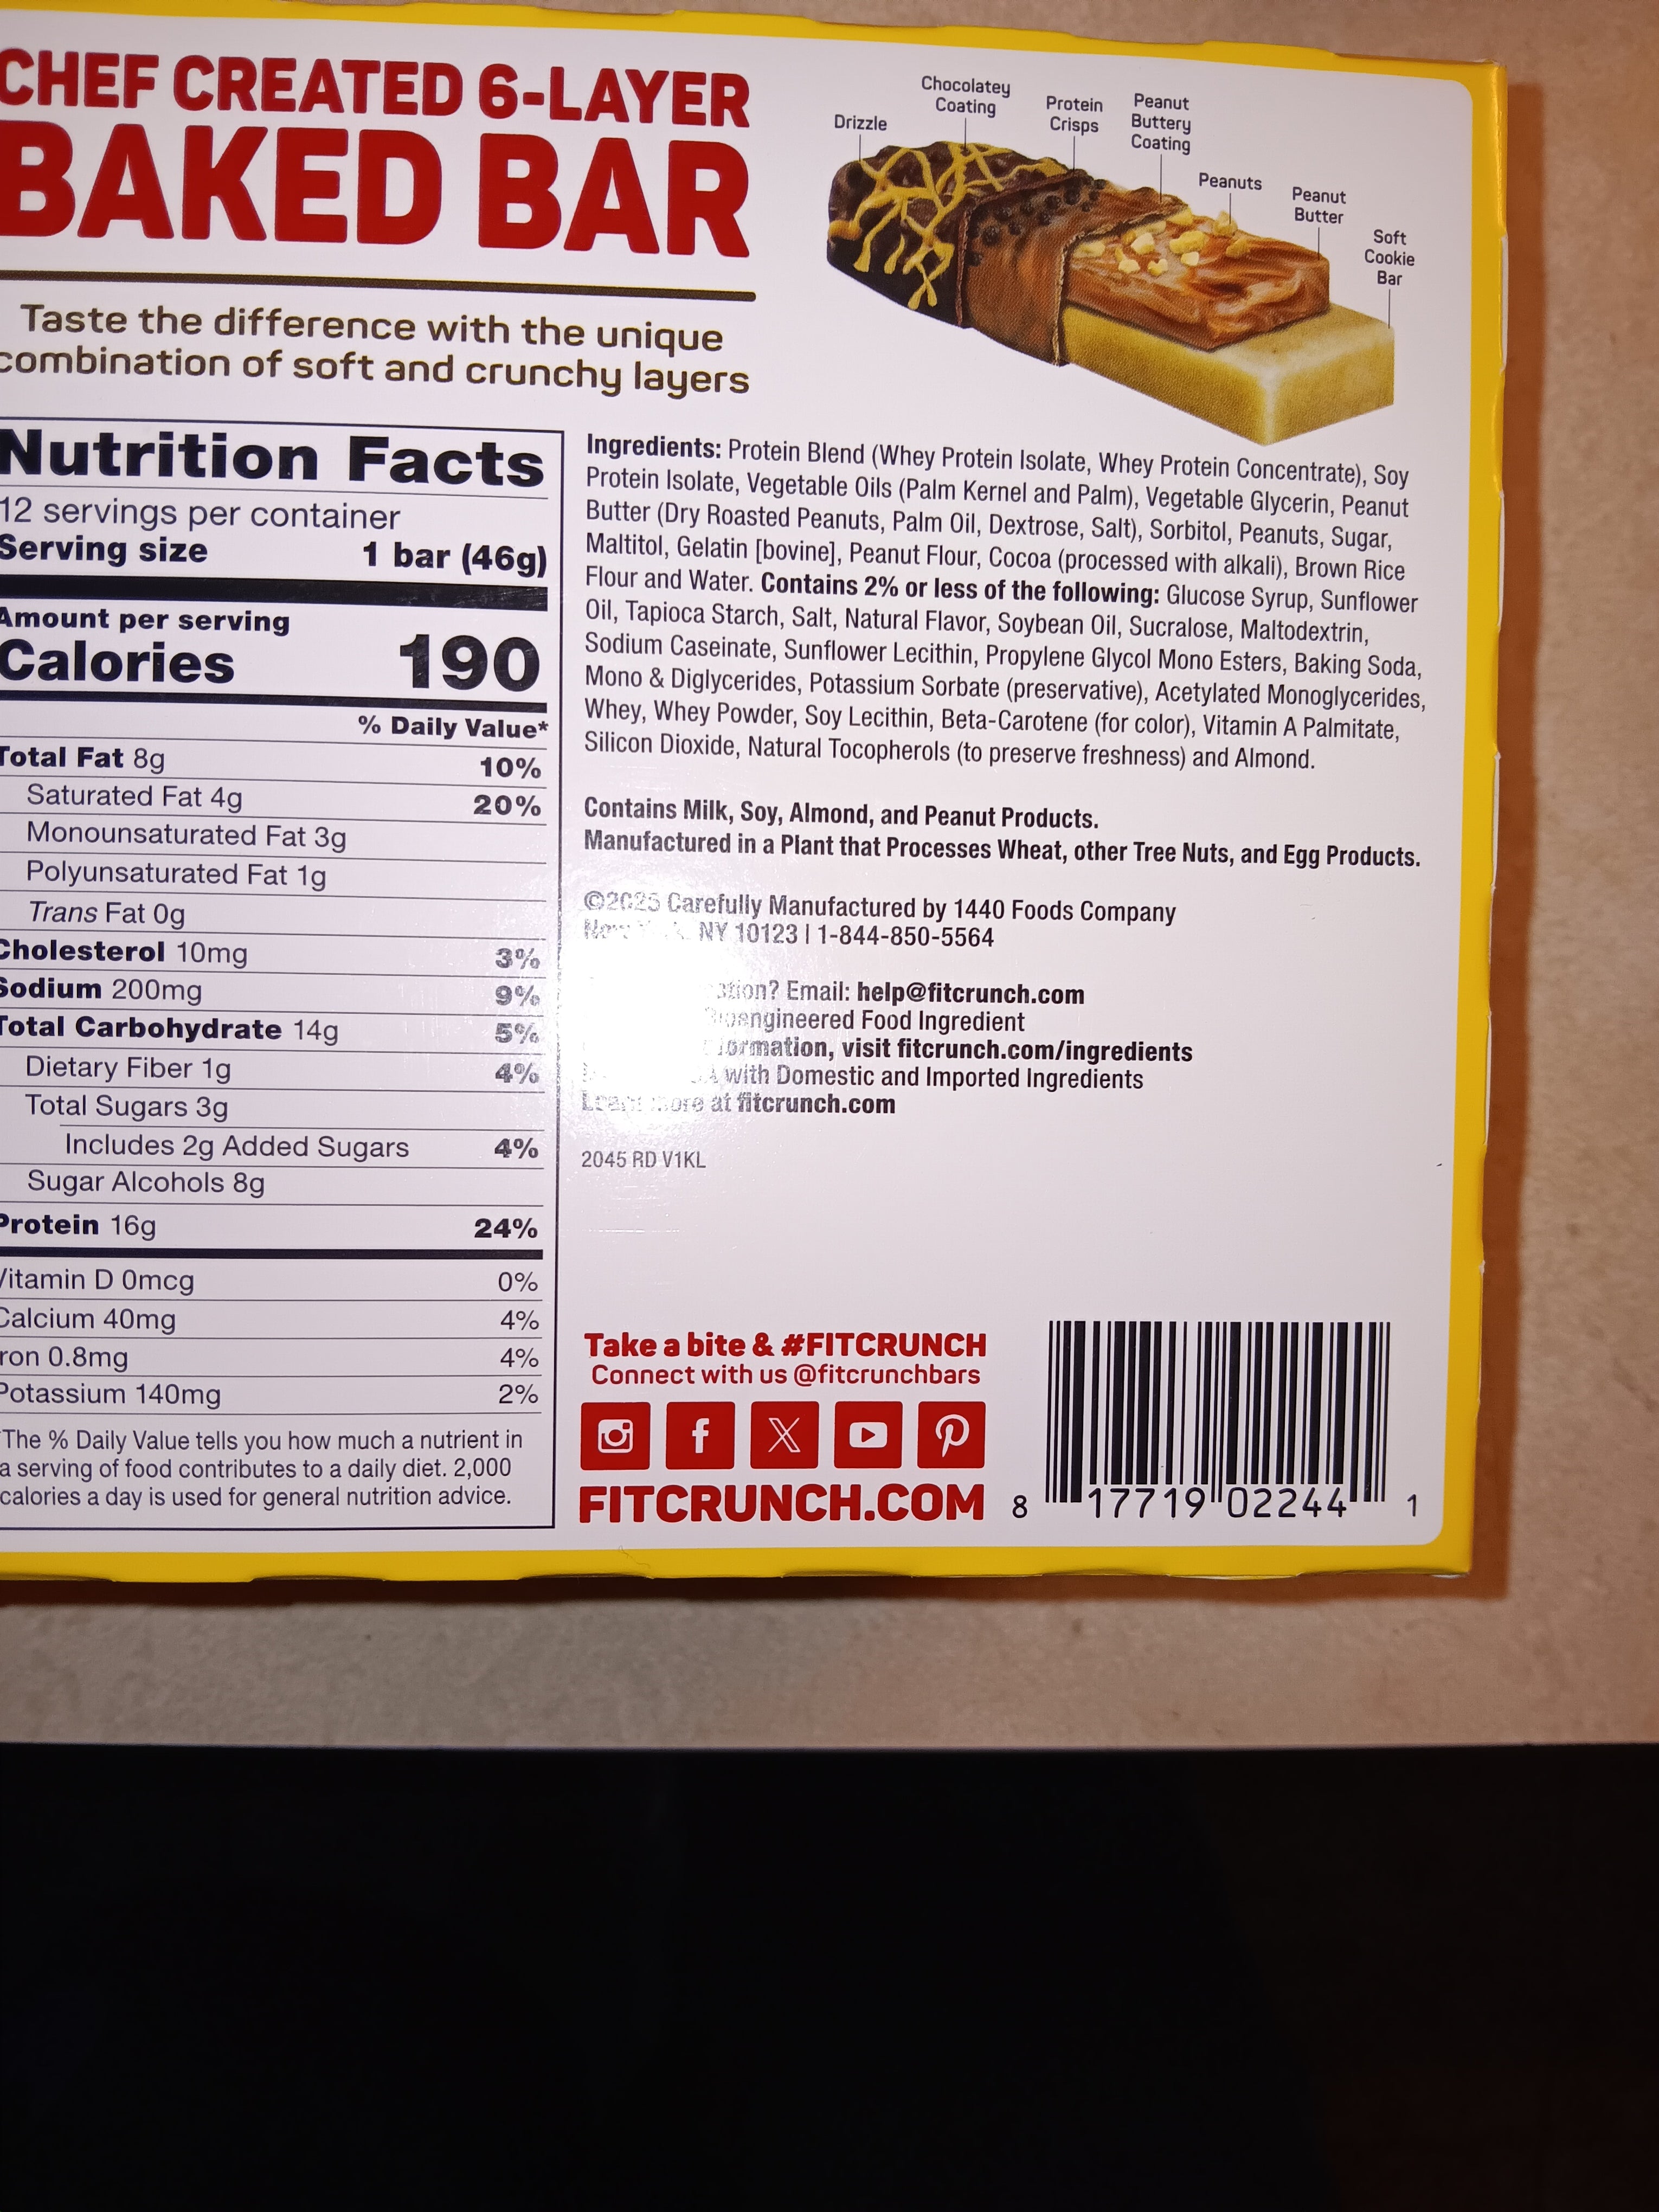 CHEF CREATED 6-LAYER
BAKED BAR
Taste the difference with the unique
combination of soft and crunchy layers
Drizzle
Chocolatey
Coating
Protein
Crisps
Peanut
Buttery
Coating
Peanuts
Peanut
Butter
Soft
Cookie
Bar
Nutrition Facts
12 servings per container
Serving size 1 bar (46g)
Amount per serving
Calories 190
% Daily Value*
Total Fat 8g 10%
Saturated Fat 4g 20%
Monounsaturated Fat 3g
Polyunsaturated Fat 1g
Trans Fat 0g
Cholesterol 10mg 3%
Sodium 200mg 9%
Total Carbohydrate 14g 5%
Dietary Fiber 1g 4%
Total Sugars 3g
Includes 2g Added Sugars 4%
Sugar Alcohols 8g
Protein 16g 24%
Vitamin D 0mcg 0%
Calcium 40mg 4%
Iron 0.8mg 4%
Potassium 140mg 2%
The % Daily Value tells you how much a nutrient in
a serving of food contributes to a daily diet. 2,000
calories a day is used for general nutrition advice.
Ingredients: Protein Blend (Whey Protein Isolate, Whey Protein Concentrate), Soy
Protein Isolate, Vegetable Oils (Palm Kernel and Palm), Vegetable Glycerin, Peanut
Butter (Dry Roasted Peanuts, Palm Oil, Dextrose, Salt), Sorbitol, Peanuts, Sugar,
Maltitol, Gelatin [bovine], Peanut Flour, Cocoa (processed with alkali), Brown Rice
Flour and Water. Contains 2% or less of the following: Glucose Syrup, Sunflower
Oil, Tapioca Starch, Salt, Natural Flavor, Soybean Oil, Sucralose, Maltodextrin,
Sodium Caseinate, Sunflower Lecithin, Propylene Glycol Mono Esters, Baking Soda,
Mono & Diglycerides, Potassium Sorbate (preservative), Acetylated Monoglycerides,
Whey, Whey Powder, Soy Lecithin, Beta-Carotene (for color), Vitamin A Palmitate,
Silicon Dioxide, Natural Tocopherols (to preserve freshness) and Almond.
Contains Milk, Soy, Almond, and Peanut Products.
Manufactured in a Plant that Processes Wheat, other Tree Nuts, and Egg Products.
©2025 Carefully Manufactured by 1440 Foods Company
NY 10123 | 1-844-850-5564
Email: help@fitcrunch.com
Food Ingredient
visit fitcrunch.com/ingredients
with Domestic and Imported Ingredients
Learn more at fitcrunch.com
2045 RD V1KL
Take a bite & #FITCRUNCH
Connect with us @fitcrunchbars
FITCRUNCH.COM
8 17719 02244 1